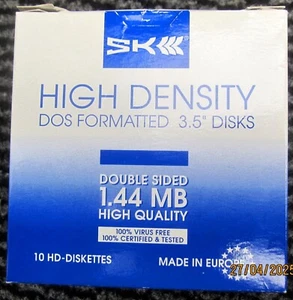 SK
HIGH DENSITY
DOS FORMATTED 3.5" DISKS
DOUBLE SIDED
1.44 MB
HIGH QUALITY
100% VIRUS FREE
100% CERTIFIED & TESTED
10 HD-DISKETTES
MADE IN EUROPE
27/04/2025